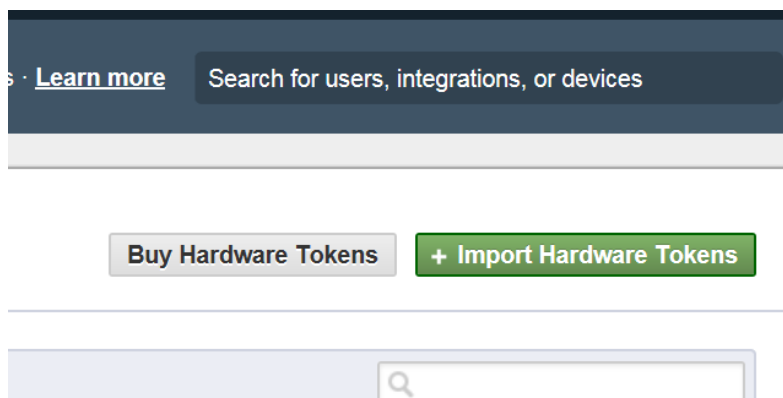 · Learn more
Search for users, integrations, or devices
Buy Hardware Tokens
+ Import Hardware Tokens